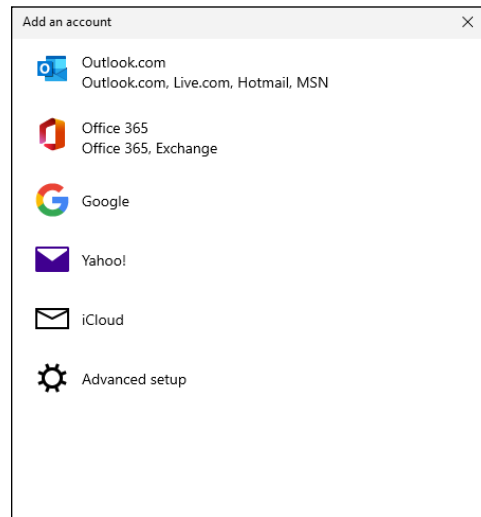 Add an account
Outlook.com
Outlook.com, Live.com, Hotmail, MSN
Office 365
Office 365, Exchange
Google
Yahoo!
iCloud
Advanced setup